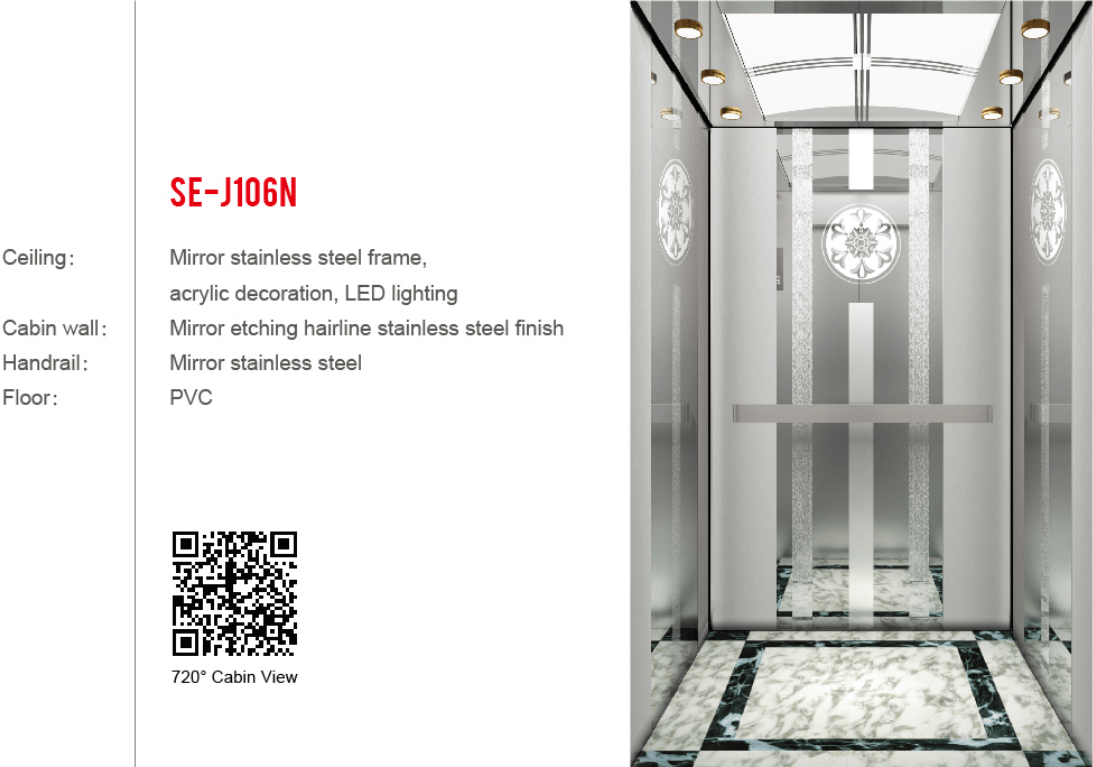 SE-J106N
Ceiling: Mirror stainless steel frame,
acrylic decoration, LED lighting
Cabin wall: Mirror etching hairline stainless steel finish
Handrail: Mirror stainless steel
Floor: PVC
720° Cabin View